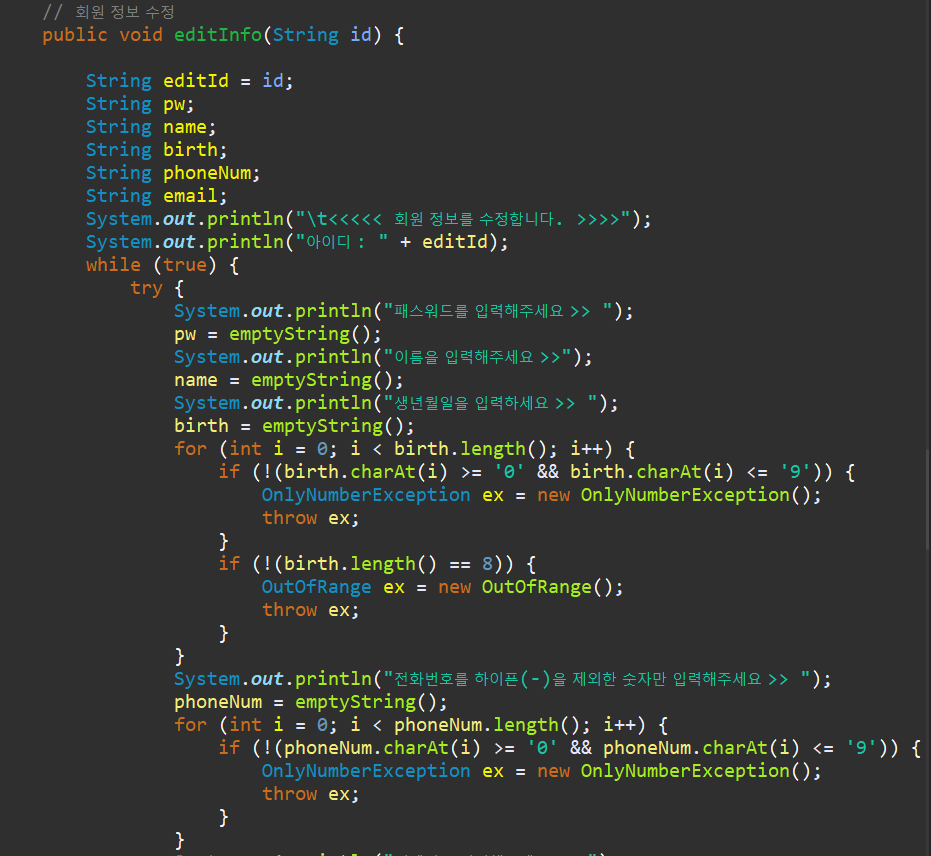 // 회원 정보 수정
public void editInfo(String id) {
String editId = id;
String pw;
String name;
String birth;
String phoneNum;
String email;
System.out.println("\t<<<<< 회원 정보를 수정합니다. >>>>");
System.out.println("아이디 : " + editId);
while (true) {
try {
System.out.println("패스워드를 입력해주세요 >> ");
pw = emptyString();
System.out.println("이름을 입력해주세요 >>");
name = emptyString();
System.out.println("생년월일을 입력하세요 >> ");
birth = emptyString();
for (int i = 0; i < birth.length(); i++) {
if (!(birth.charAt(i) >= '0' && birth.charAt(i) <= '9')) {
OnlyNumberException ex = new OnlyNumberException();
throw ex;
}
if (!(birth.length() == 8)) {
OutOfRange ex = new OutOfRange();
throw ex;
}
}
System.out.println("전화번호를 하이픈(-)을 제외한 숫자만 입력해주세요 >> ");
phoneNum = emptyString();
for (int i = 0; i < phoneNum.length(); i++) {
if (!(phoneNum.charAt(i) >= '0' && phoneNum.charAt(i) <= '9')) {
OnlyNumberException ex = new OnlyNumberException();
throw ex;
}
}